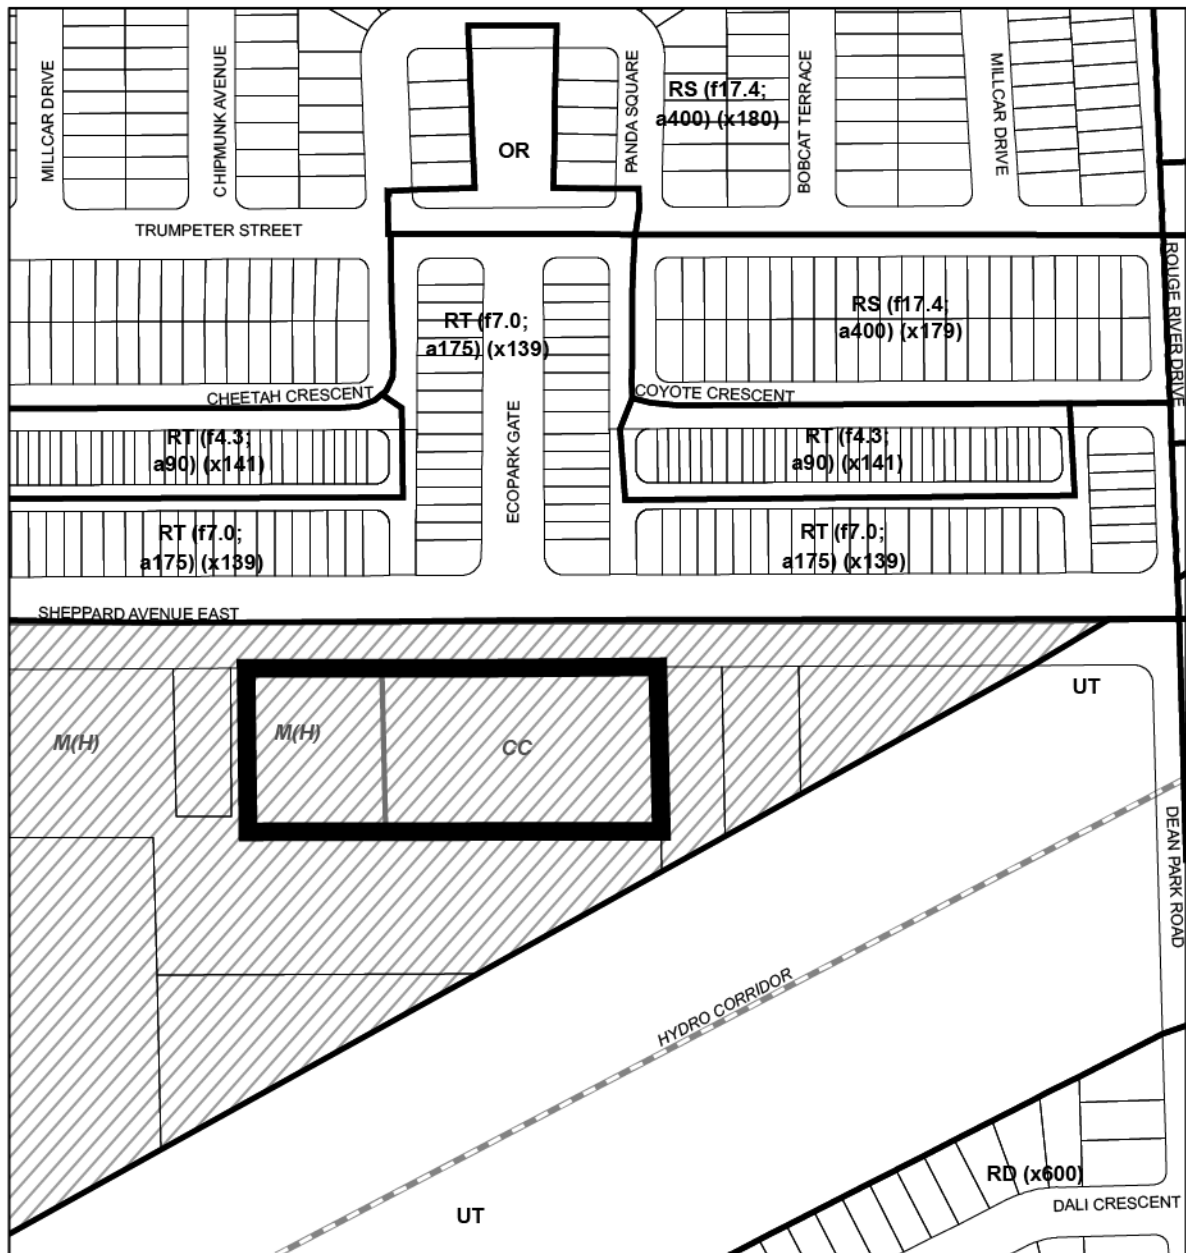 MILLCAR DRIVE
CHIPMUNK AVENUE
PANDA SQUARE
RS (f17.4;
a400) (x180)
BOBCAT TERRACE
MILLCAR DRIVE
OR
TRUMPETER STREET
ROUGE RIVER DRIVE
RT (f7.0;
a175) (x139)
RS (f17.4;
a400) (x179)
CHEETAH CRESCENT
COYOTE CRESCENT
ECOPARK GATE
RT (f4.3;
a90) (x141)
RT (f4.3;
a90) (x141)
RT (f7.0;
a175) (x139)
RT (f7.0;
a175) (x139)
SHEPPARD AVENUE EAST
UT
M(H)
M(H)
CC
DEAN PARK ROAD
HYDRO CORRIDOR
RD (x600)
DALI CRESCENT
UT